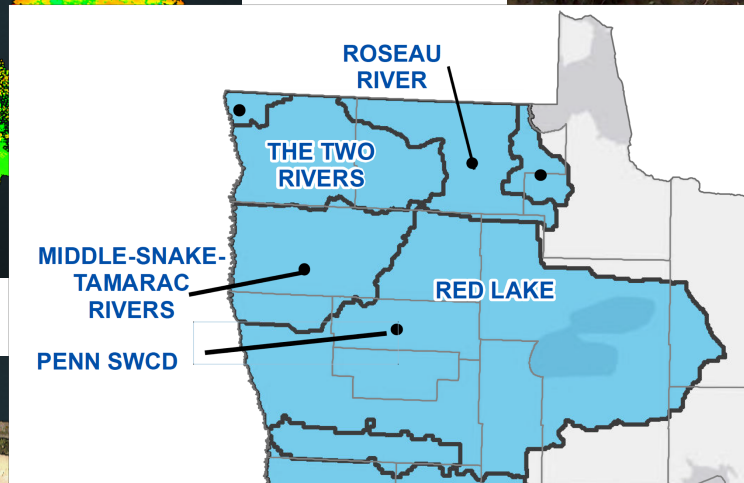 ROSEAU
RIVER
THE TWO
RIVERS
MIDDLE-SNAKE-
TAMARAC
RIVERS
RED LAKE
PENN SWCD